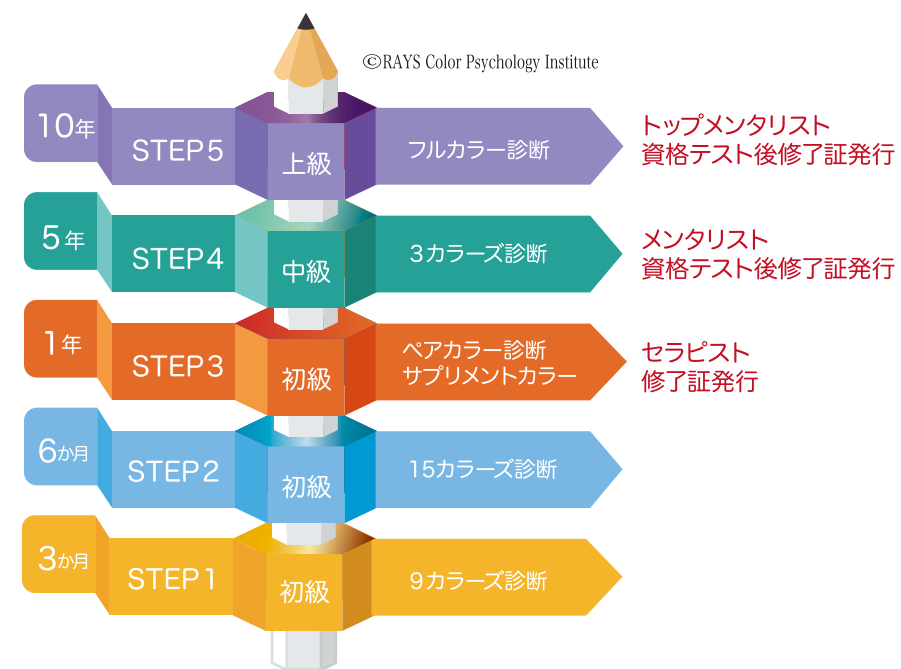 ©RAYS Color Psychology Institute
10年
STEP5
上級
フルカラー診断
トップメンタリスト
資格テスト後修了証発行
5年
STEP4
中級
3カラーズ診断
メンタリスト
資格テスト後修了証発行
1年
STEP3
初級
ペアカラー診断
サプリメントカラー
セラピスト
修了証発行
6か月
STEP2
初級
15カラーズ診断
3か月
STEP1
初級
9カラーズ診断